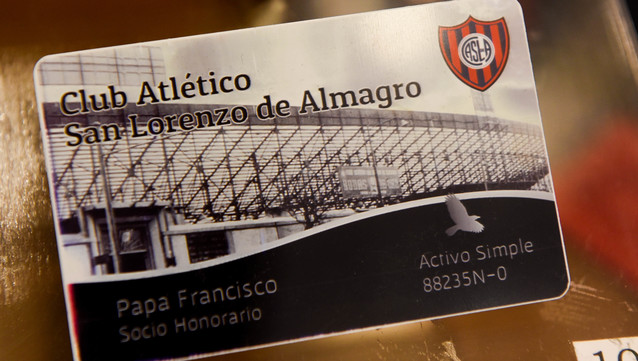 Club Atlético
San Lorenzo de Almagro
CASLA
Activo Simple
88235N-0
Papa Francisco
Socio Honorario